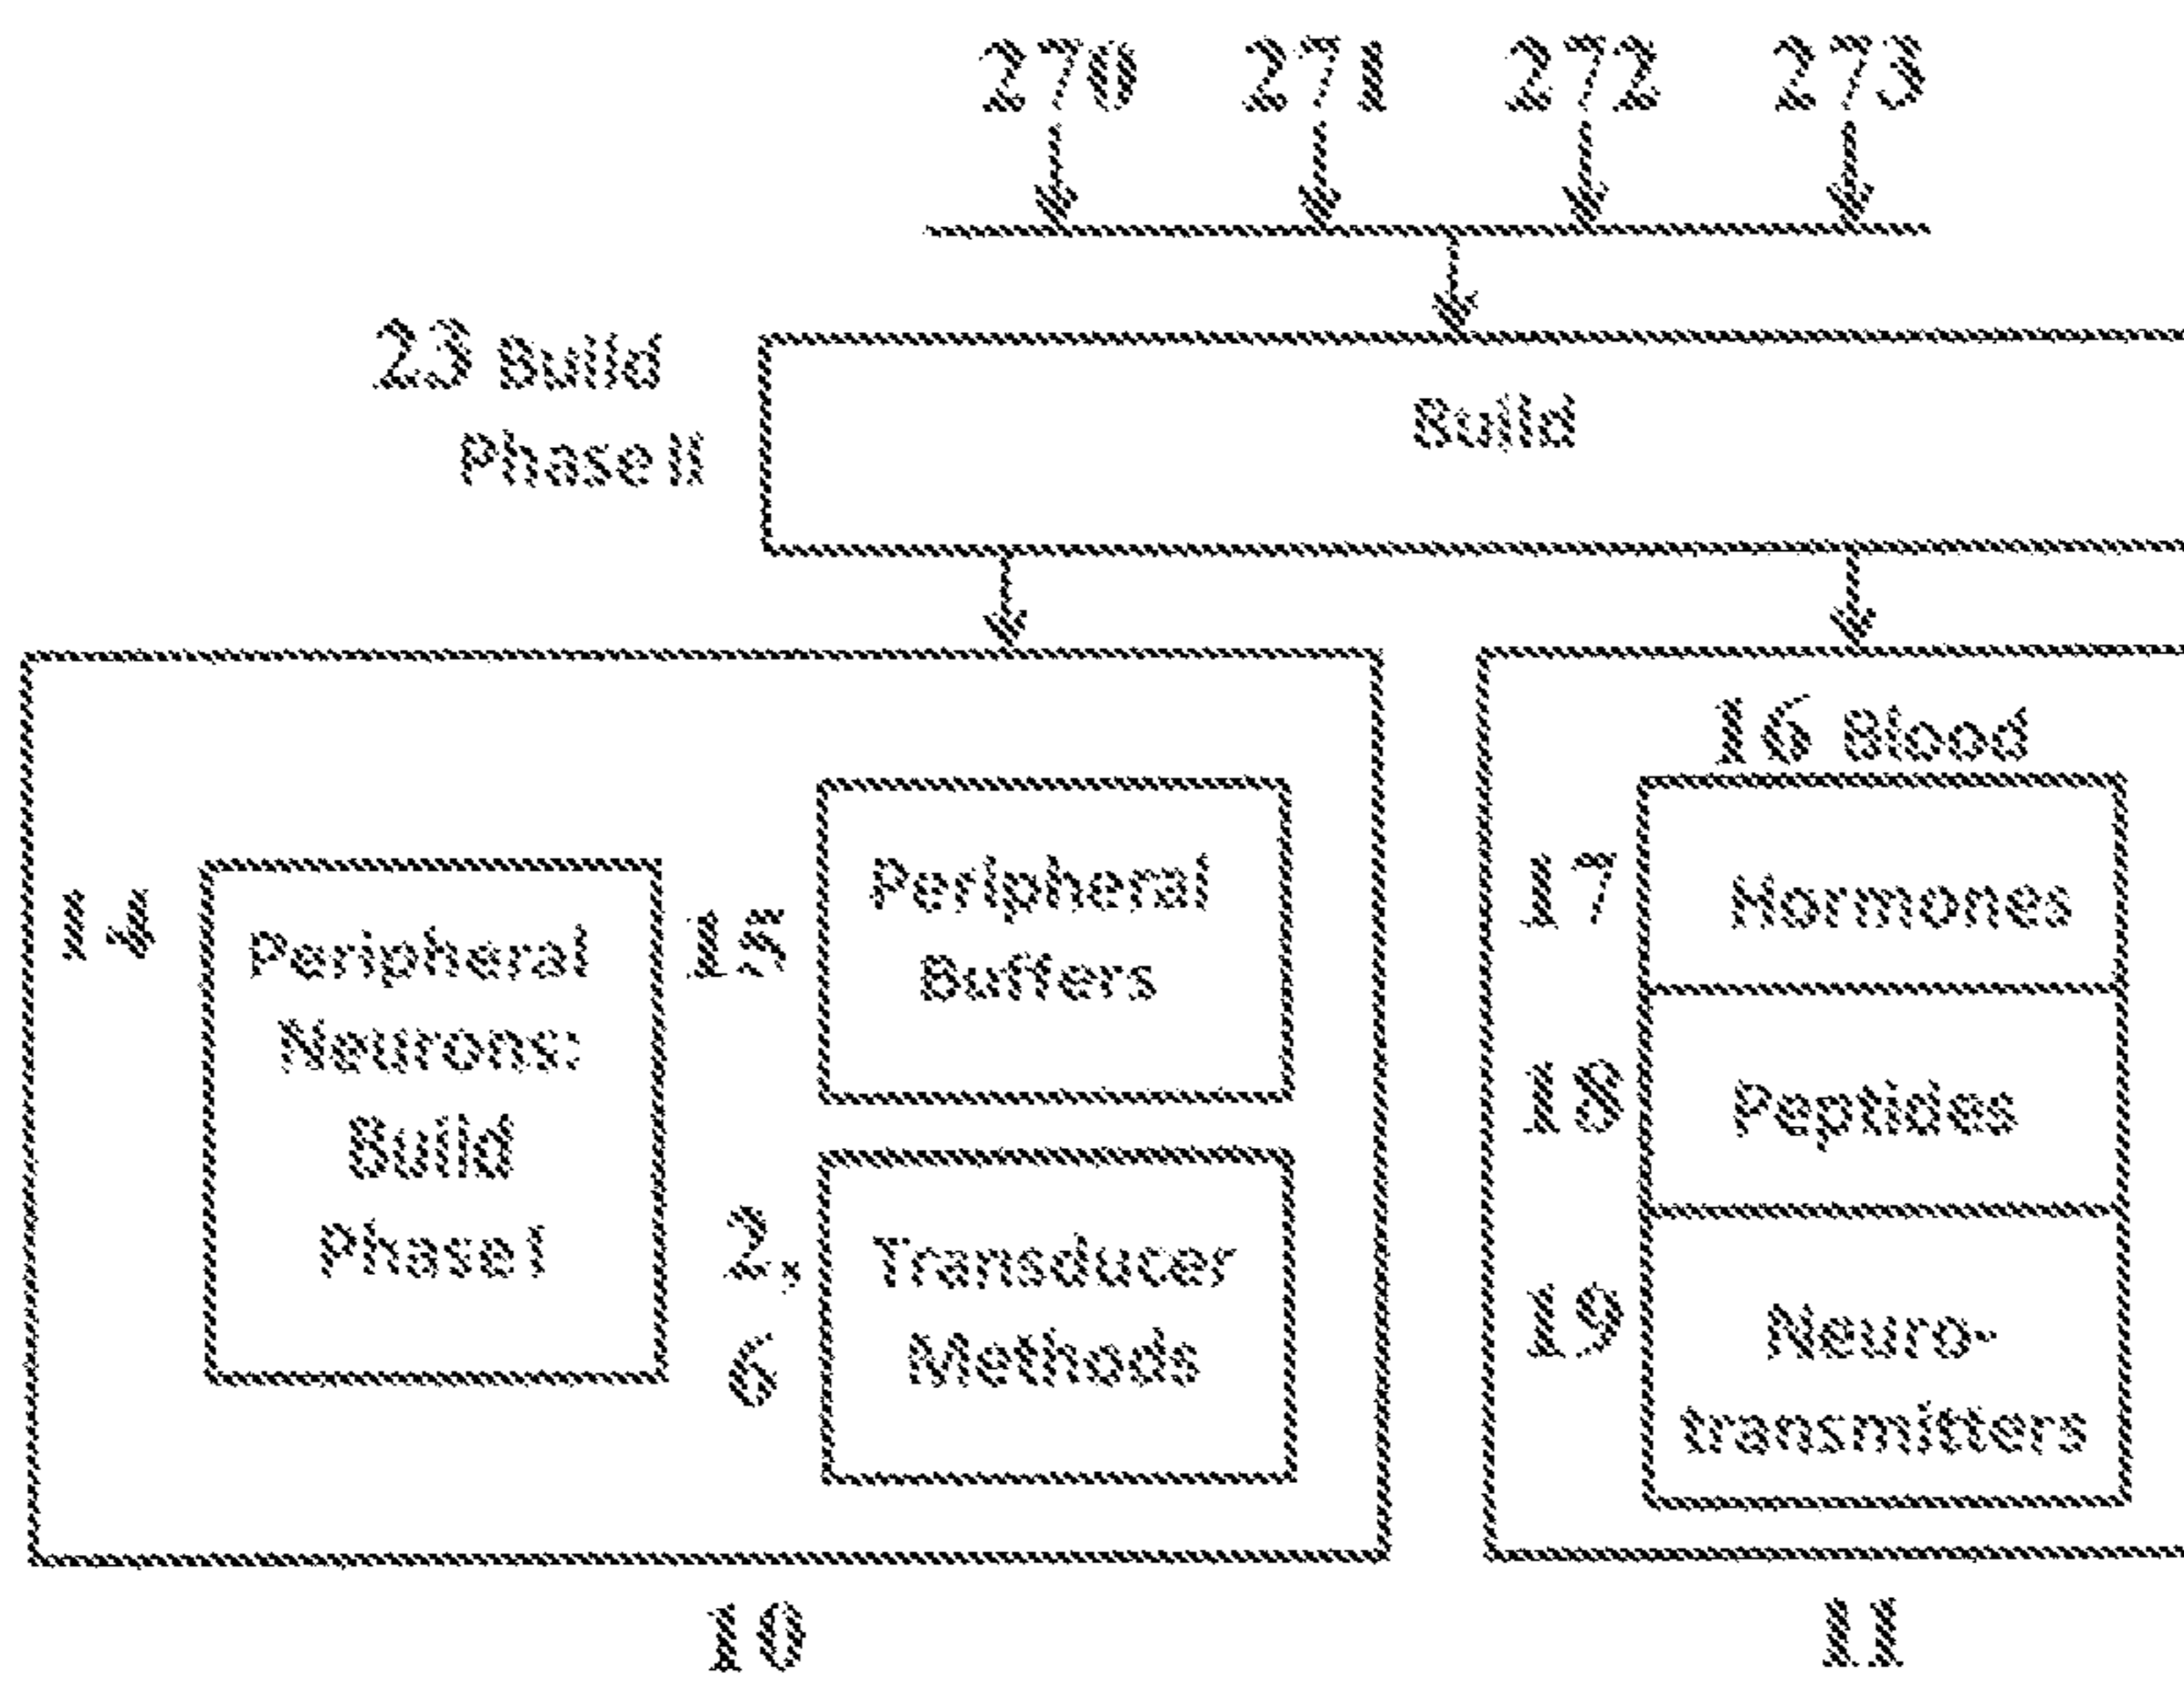 270 271 272 273
23 Build
Phase II
Build
14
Peripheral
Neurons:
Build
Phase I
15
Peripheral
Buffers
2,
6
Transducer
Methods
10
16 Blood
17
Hormones
18
Peptides
19
Neuro-
transmitters
11